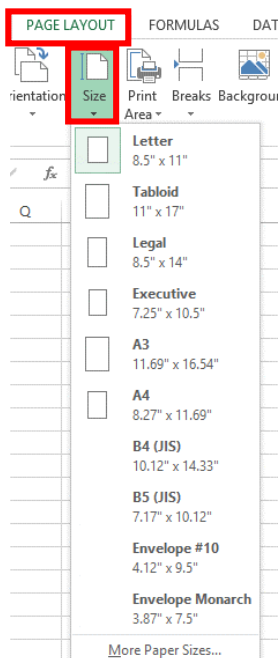 PAGE LAYOUT FORMULAS DAT
rientation Size Print Area Breaks Backgroun
fx
Q
Letter
8.5" x 11"
Tabloid
11" x 17"
Legal
8.5" x 14"
Executive
7.25" x 10.5"
A3
11.69" x 16.54"
A4
8.27" x 11.69"
B4 (JIS)
10.12" x 14.33"
B5 (JIS)
7.17" x 10.12"
Envelope #10
4.12" x 9.5"
Envelope Monarch
3.87" x 7.5"
More Paper Sizes...